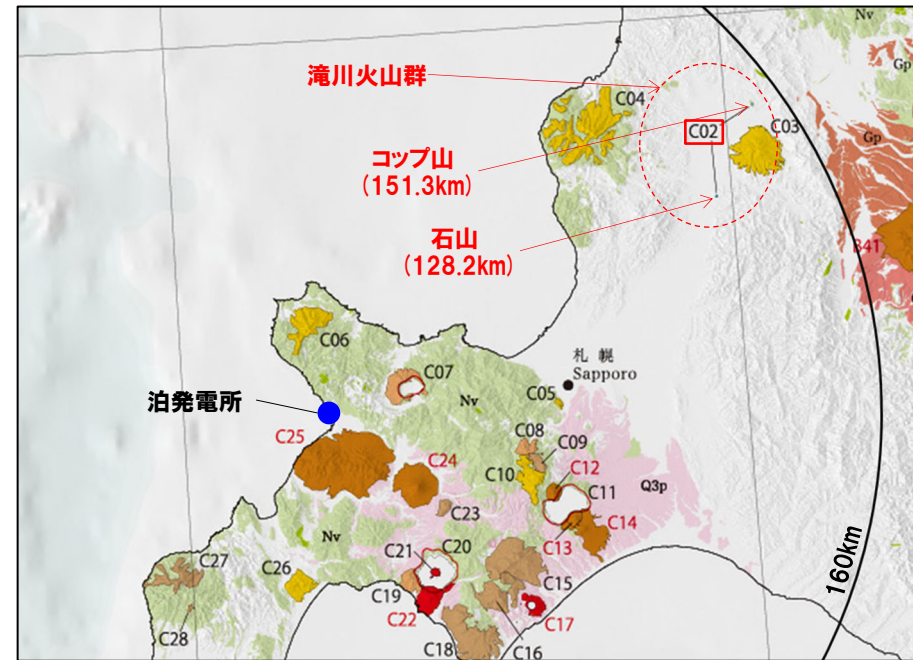 Nv
Gp
滝川火山群
C04
C02
C03
Gp
コップ山
(151.3km)
石山
(128.2km)
341
C06
札 幌
Sapporo
C07
泊発電所
Nv
C05
C25
C08
C09
C24
C10
C12
C11
Q3p
C23
C14
C13
Nv
C21
C20
160km
C27
C26
C15
C19
C22
C17
C28
C18
C16